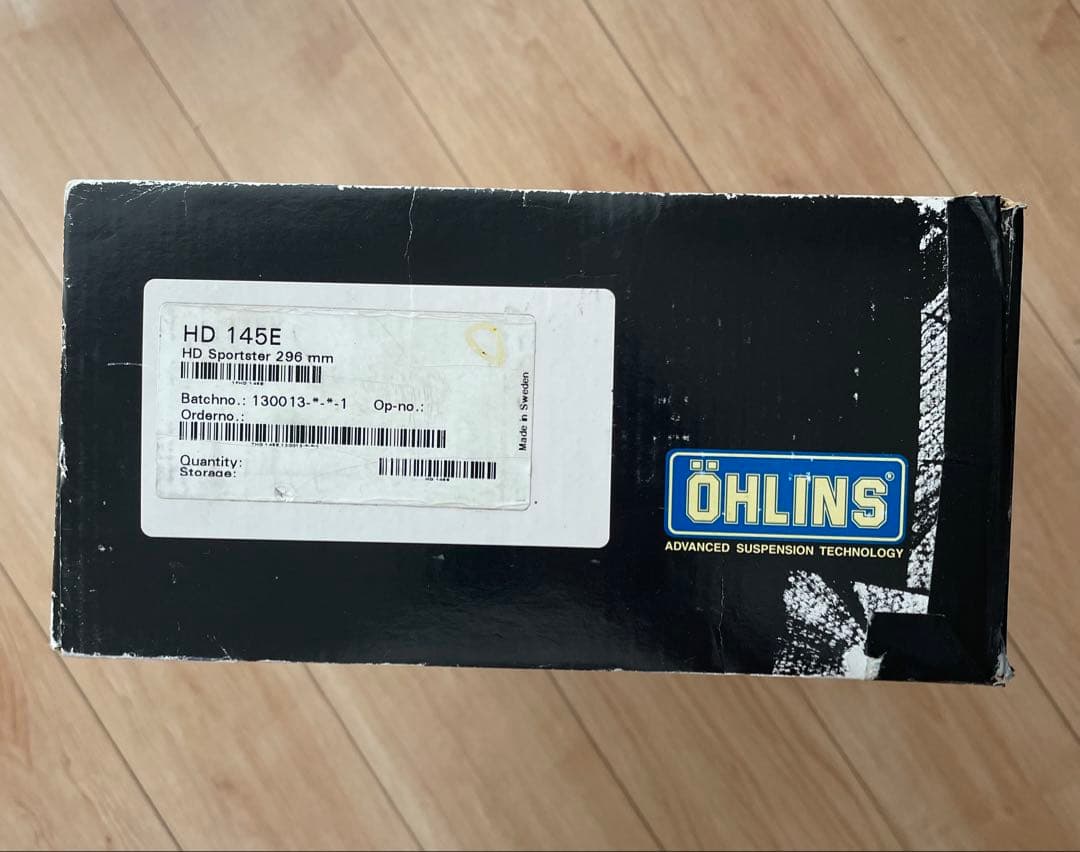 HD 145E
HD Sportster 296 mm
Batchno.: 130013-*-*-1 Op-no.:
Orderno.:
Quantity:
Storage:
Made in Sweden
ÖHLINS®
ADVANCED SUSPENSION TECHNOLOGY